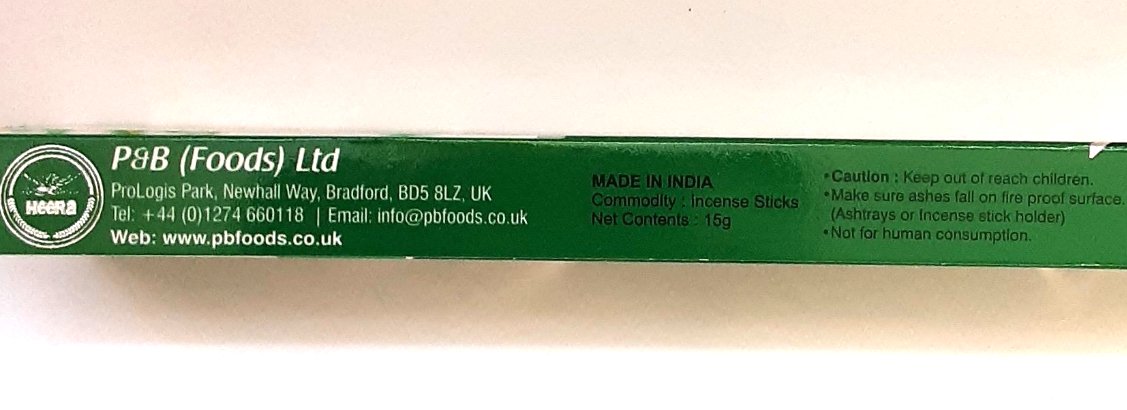 HEERA
P&B (Foods) Ltd
ProLogis Park, Newhall Way, Bradford, BD5 8LZ, UK
Tel: +44 (0)1274 660118 | Email: info@pbfoods.co.uk
Web: www.pbfoods.co.uk
MADE IN INDIA
Commodity : Incense Sticks
Net Contents : 15g
•Caution : Keep out of reach children.
•Make sure ashes fall on fire proof surface.
(Ashtrays or Incense stick holder)
•Not for human consumption.